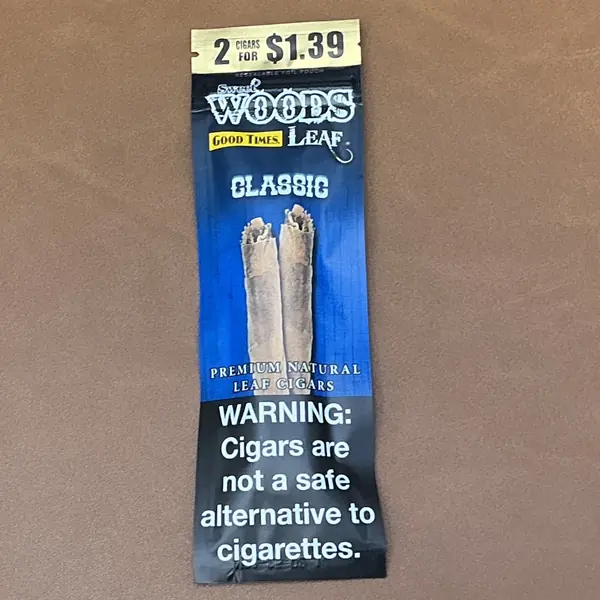 2 CIGARS FOR $1.39
RESEALABLE FOIL POUCH
Sweet
WOODS
GOOD TIMES. LEAF
CLASSIC
PREMIUM NATURAL
LEAF CIGARS
WARNING:
Cigars are
not a safe
alternative to
cigarettes.